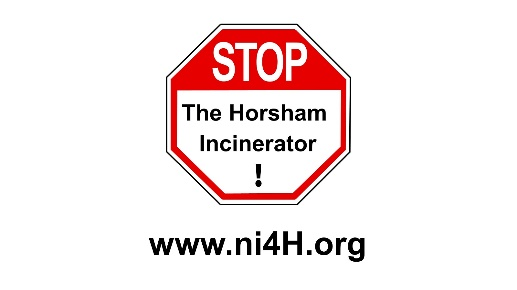 STOP
The Horsham
Incinerator
!
www.ni4H.org